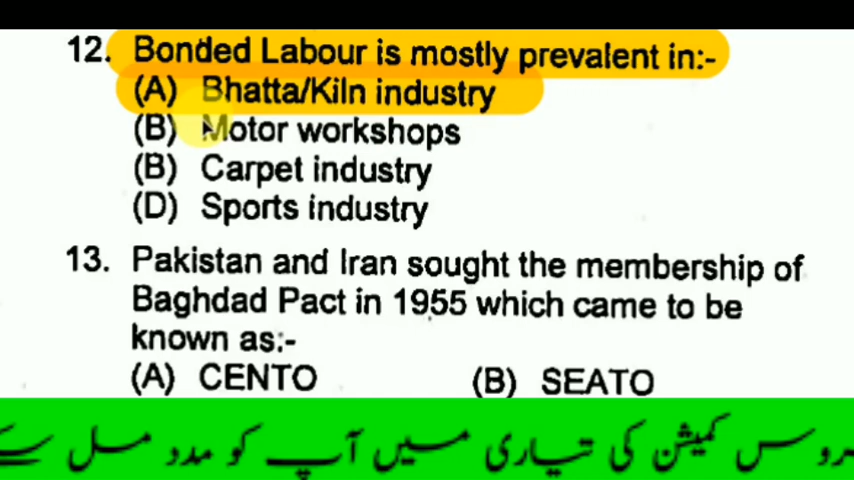 12. Bonded Labour is mostly prevalent in:-
(A) Bhatta/Kiln industry
(B) Motor workshops
(B) Carpet industry
(D) Sports industry
13. Pakistan and Iran sought the membership of
Baghdad Pact in 1955 which came to be
known as:-
(A) CENTO (B) SEATO
کمیشن کی تیاری میں آپ کو مدد مل سکے